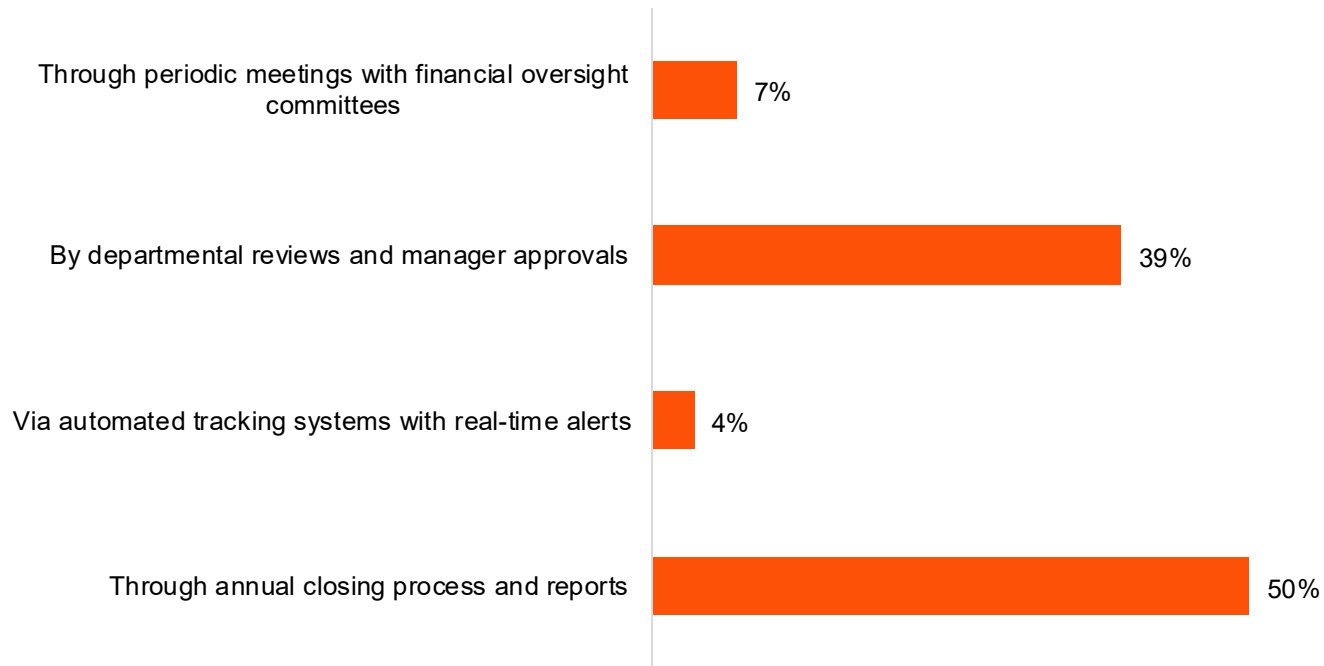 Through periodic meetings with financial oversight
committees
7%
By departmental reviews and manager approvals
39%
Via automated tracking systems with real-time alerts
4%
Through annual closing process and reports
50%